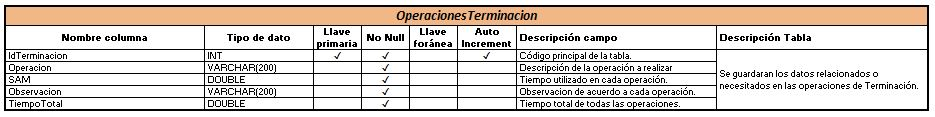 OperacionesTerminacion
Nombre columna Tipo de dato Llave primaria No Null Llave foránea Auto Increment Descripción campo Descripción Tabla
IdTerminacion INT ✓ ✓ ✓ Código principal de la tabla.
Operacion VARCHAR(200) ✓ Descripción de la operación a realizar
SAM DOUBLE ✓ Tiempo utilizado en cada operación.
Observacion VARCHAR(200) ✓ Observacion de acuerdo a cada operación.
TiempoTotal DOUBLE ✓ Tiempo total de todas las operaciones.
Se guardaran los datos relacionados o
necesitados en las operaciones de Terminación.